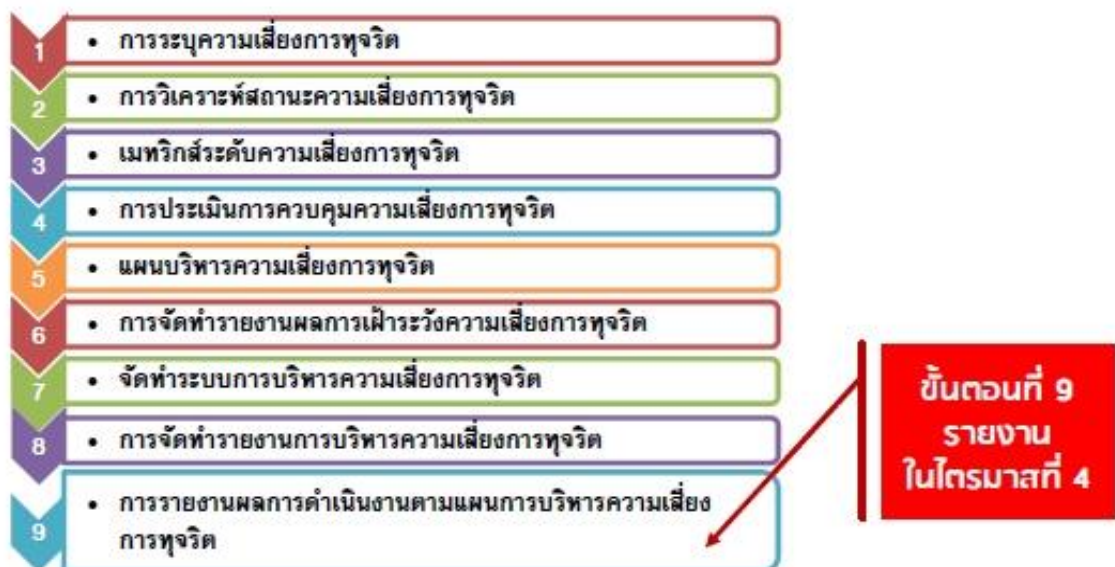 1 • การระบุความเสี่ยงการทุจริต
2 • การวิเคราะห์สถานะความเสี่ยงการทุจริต
3 • เมทริกส์ระดับความเสี่ยงการทุจริต
4 • การประเมินการควบคุมความเสี่ยงการทุจริต
5 • แผนบริหารความเสี่ยงการทุจริต
6 • การจัดทำรายงานผลการเฝ้าระวังความเสี่ยงการทุจริต
7 • จัดทำระบบการบริหารความเสี่ยงการทุจริต
8 • การจัดทำรายงานการบริหารความเสี่ยงการทุจริต
9 • การรายงานผลการดำเนินงานตามแผนการบริหารความเสี่ยง
การทุจริต
ขั้นตอนที่ 9
รายงาน
ในไตรมาสที่ 4